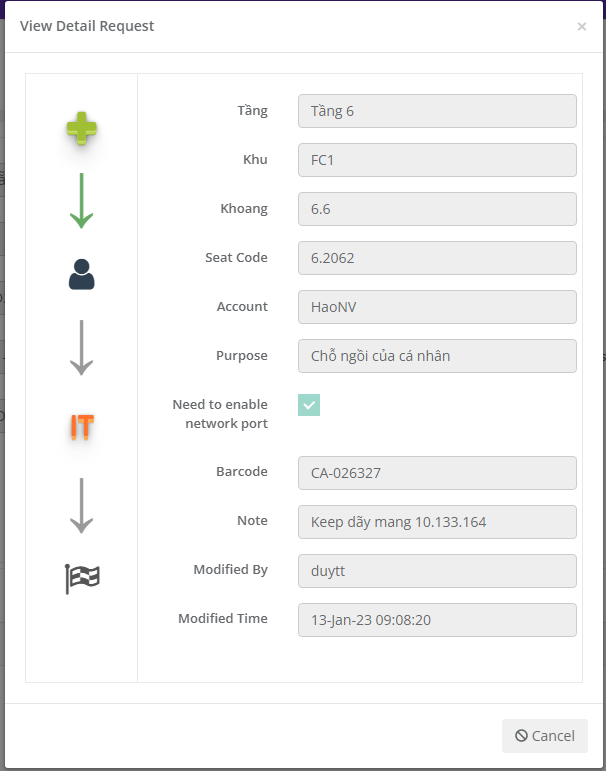 View Detail Request
×
Tầng
Tầng 6
Khu
FC1
Khoang
6.6
Seat Code
6.2062
Account
HaoNV
Purpose
Chỗ ngồi của cá nhân
Need to enable
network port
IT
Barcode
CA-026327
Note
Keep dãy mang 10.133.164
Modified By
duytt
Modified Time
13-Jan-23 09:08:20
Cancel